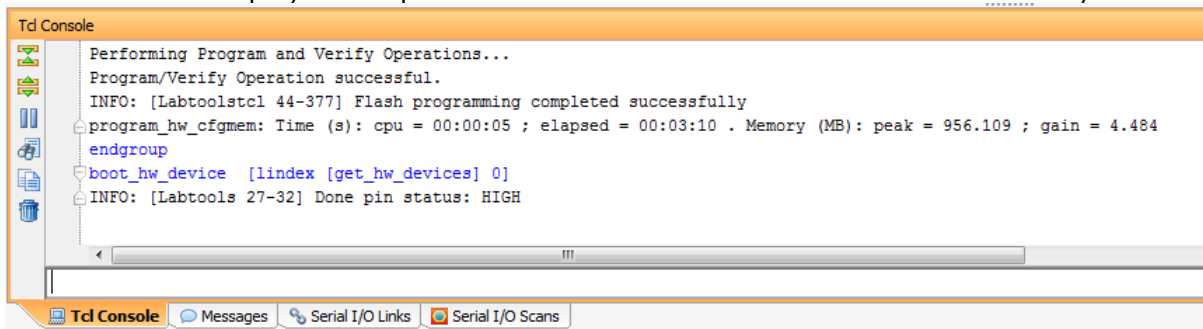 Tcl Console
Performing Program and Verify Operations...
Program/Verify Operation successful.
INFO: [Labtoolstcl 44-377] Flash programming completed successfully
program_hw_cfgmem: Time (s): cpu = 00:00:05 ; elapsed = 00:03:10 . Memory (MB): peak = 956.109 ; gain = 4.484
endgroup
boot_hw_device  [lindex [get_hw_devices] 0]
INFO: [Labtools 27-32] Done pin status: HIGH
Tcl Console Messages Serial I/O Links Serial I/O Scans